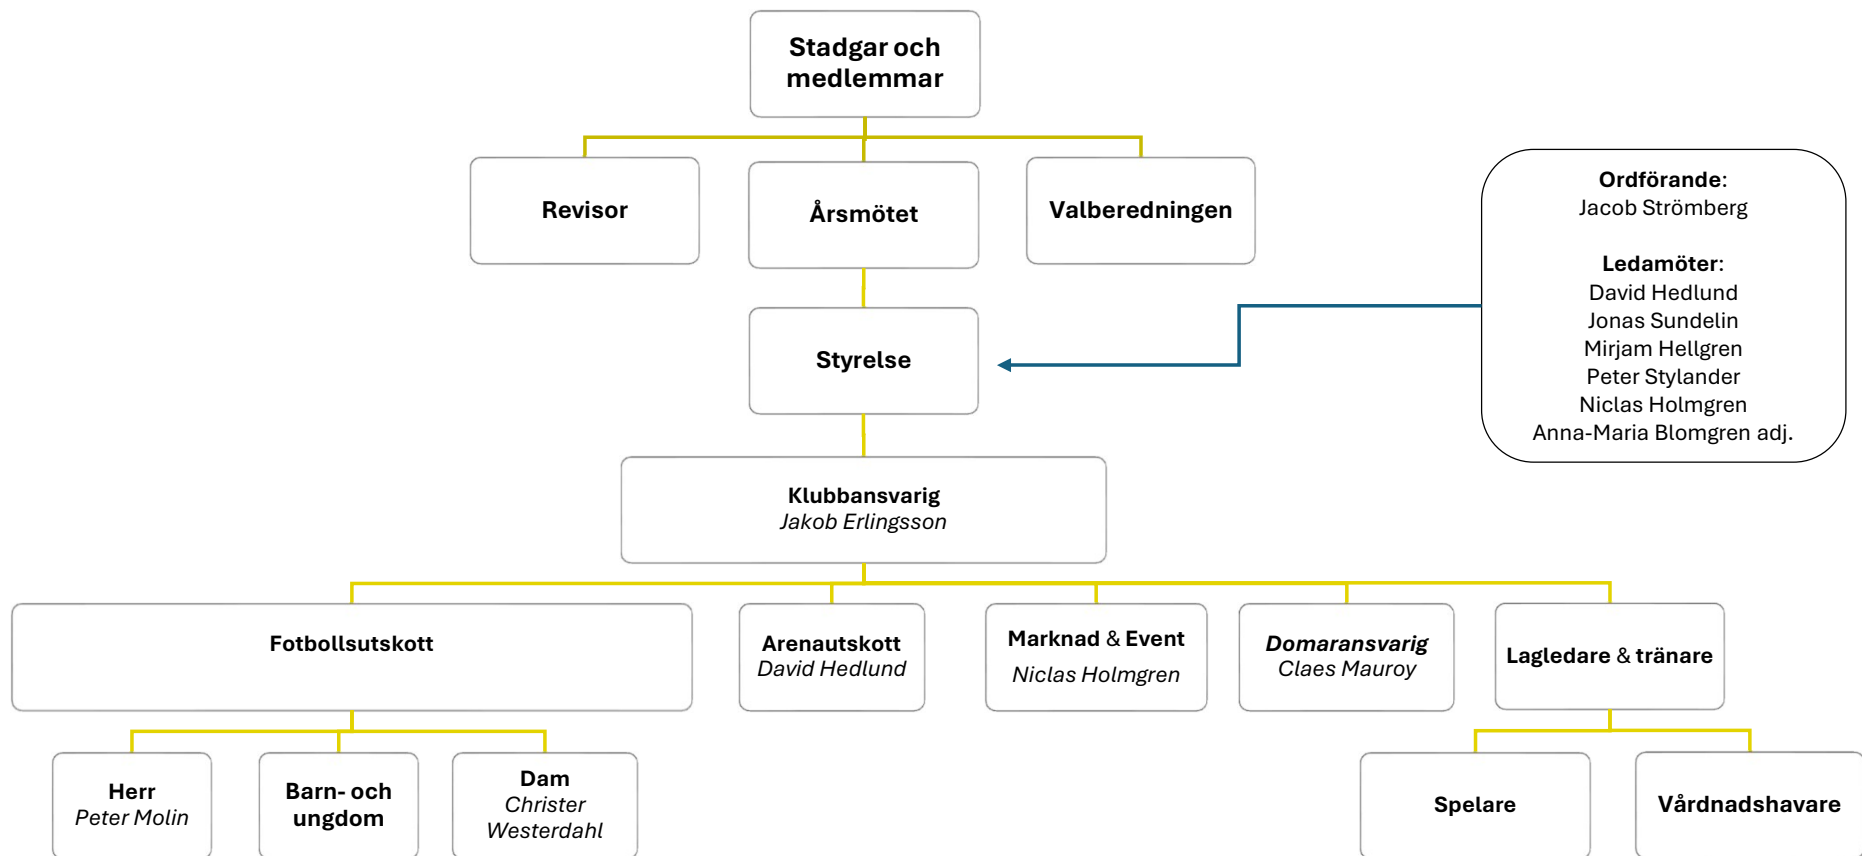 Stadgar och
medlemmar
Revisor
Årsmötet
Valberedningen
Ordförande:
Jacob Strömberg
Ledamöter:
David Hedlund
Jonas Sundelin
Mirjam Hellgren
Peter Stylander
Niclas Holmgren
Anna-Maria Blomgren adj.
Styrelse
Klubbansvarig
Jakob Erlingsson
Fotbollsutskott
Arenautskott
David Hedlund
Marknad & Event
Niclas Holmgren
Domaransvarig
Claes Mauroy
Lagledare & tränare
Herr
Peter Molin
Barn- och
ungdom
Dam
Christer
Westerdahl
Spelare
Vårdnadshavare